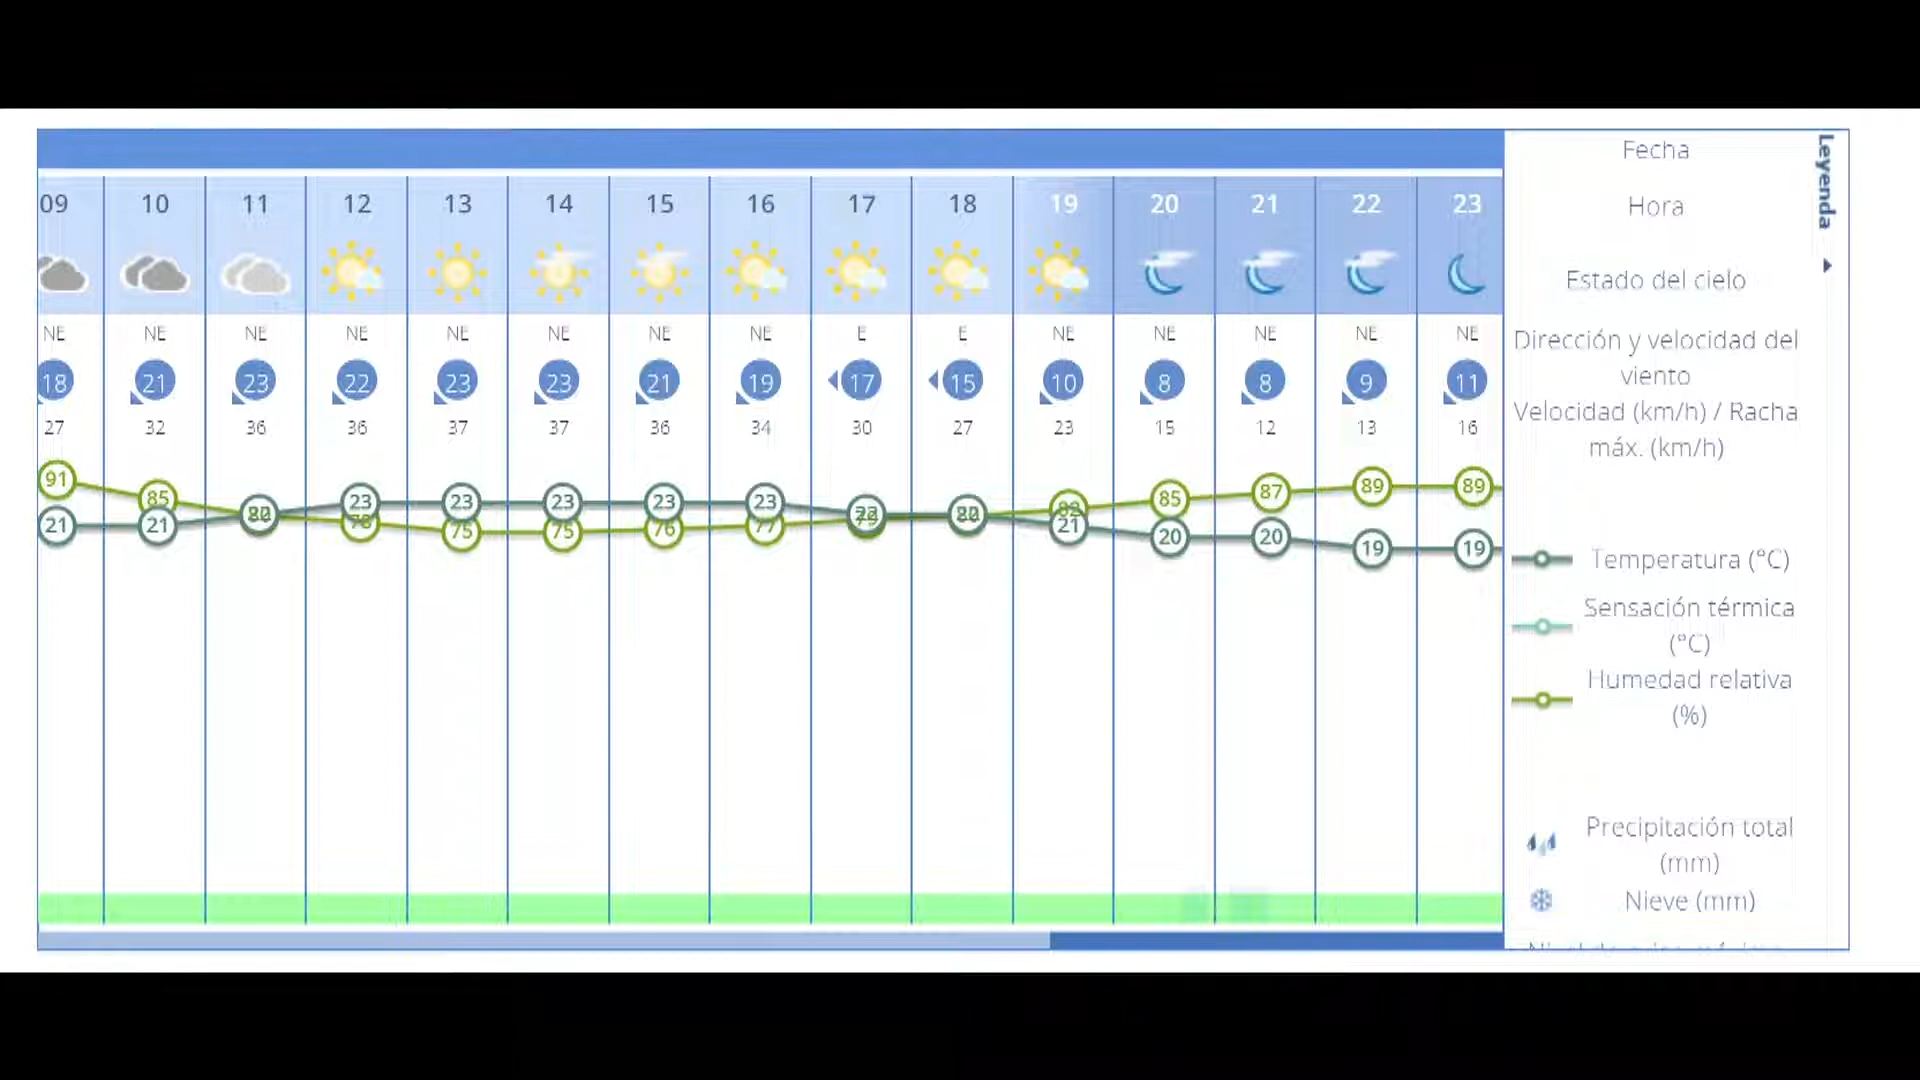 09 10 11 12 13 14 15 16 17 18 19 20 21 22 23
NE NE NE NE NE NE NE NE E E NE NE NE NE NE
18 21 23 22 23 23 21 19 17 15 10 8 8 9 11
27 32 36 36 37 37 36 34 30 27 23 15 12 13 16
91 85 78 75 75 76 77 82 85 87 89 89
21 21 23 23 23 23 23 21 20 20 19 19
Leyenda
Fecha
Hora
Estado del cielo
Dirección y velocidad del
viento
Velocidad (km/h) / Racha
máx. (km/h)
Temperatura (°C)
Sensación térmica
(°C)
Humedad relativa
(%)
Precipitación total
(mm)
Nieve (mm)